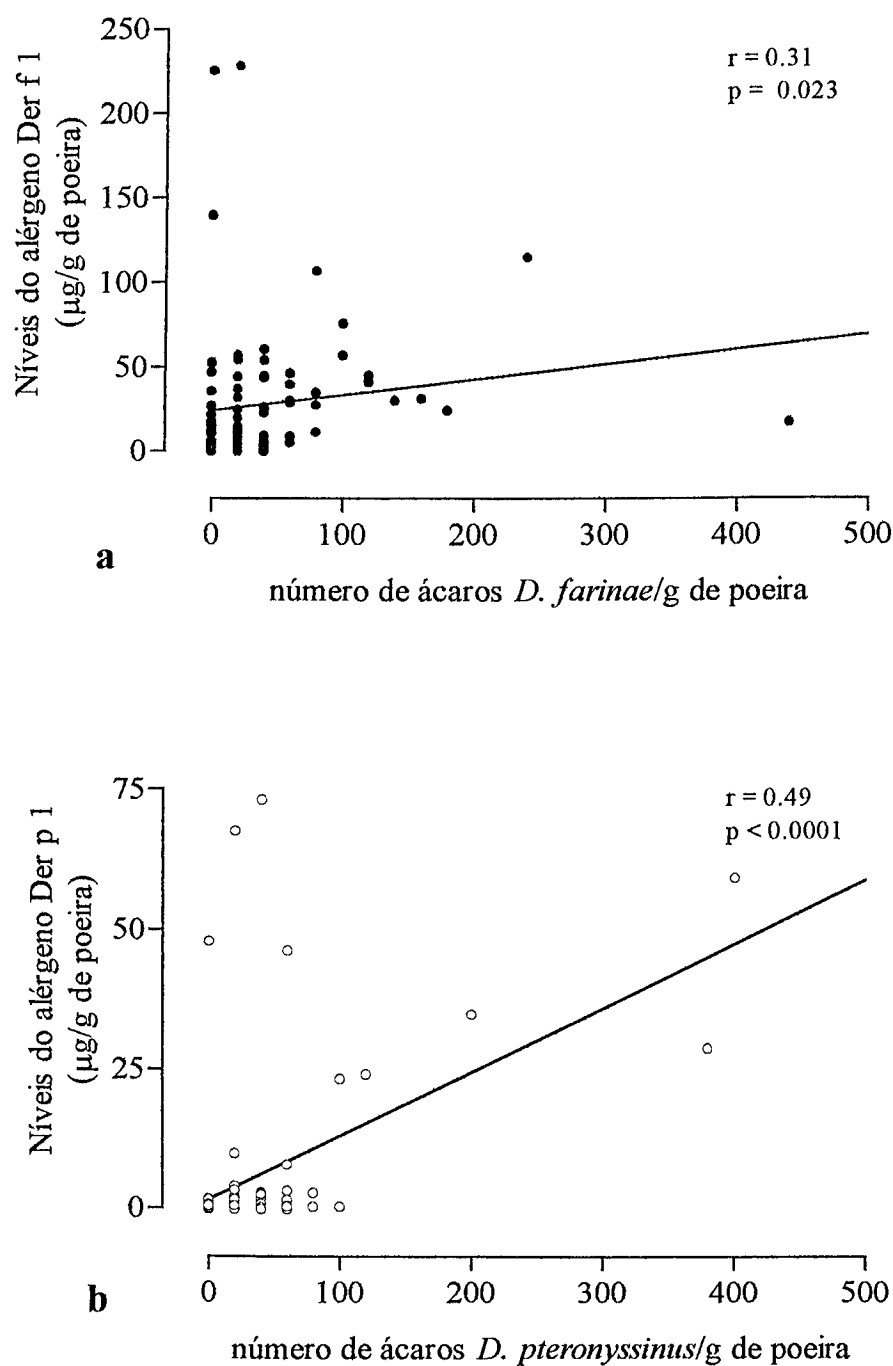 Níveis do alérgeno Der f 1
(µg/g de poeira)
250
200
150
100
50
0
r = 0.31
p = 0.023
0 100 200 300 400 500
a
número de ácaros D. farinae/g de poeira
Níveis do alérgeno Der p 1
(µg/g de poeira)
75
50
25
0
r = 0.49
p < 0.0001
0 100 200 300 400 500
b
número de ácaros D. pteronyssinus/g de poeira